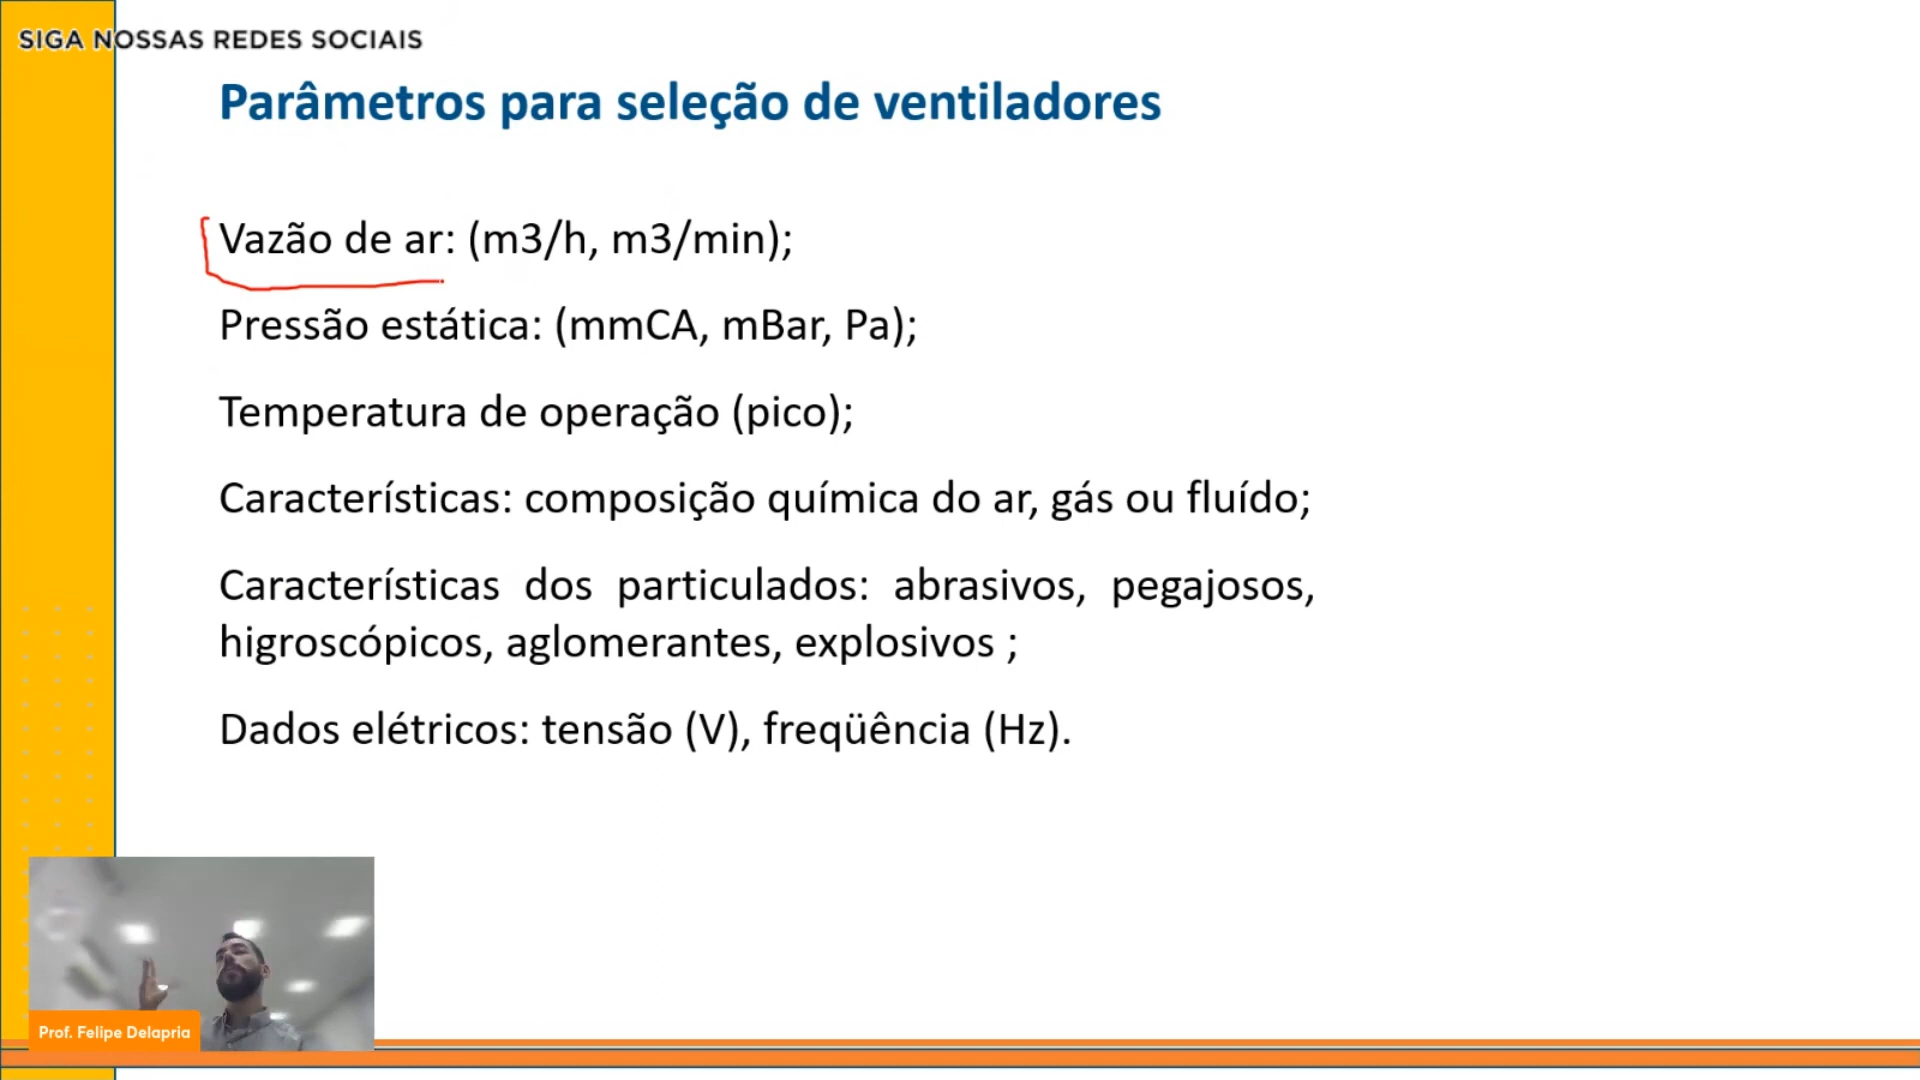 SIGA NOSSAS REDES SOCIAIS
Parâmetros para seleção de ventiladores
Vazão de ar: (m3/h, m3/min);
Pressão estática: (mmCA, mBar, Pa);
Temperatura de operação (pico);
Características: composição química do ar, gás ou fluído;
Características dos particulados: abrasivos, pegajosos,
higroscópicos, aglomerantes, explosivos ;
Dados elétricos: tensão (V), freqüência (Hz).
Prof. Felipe Delapria